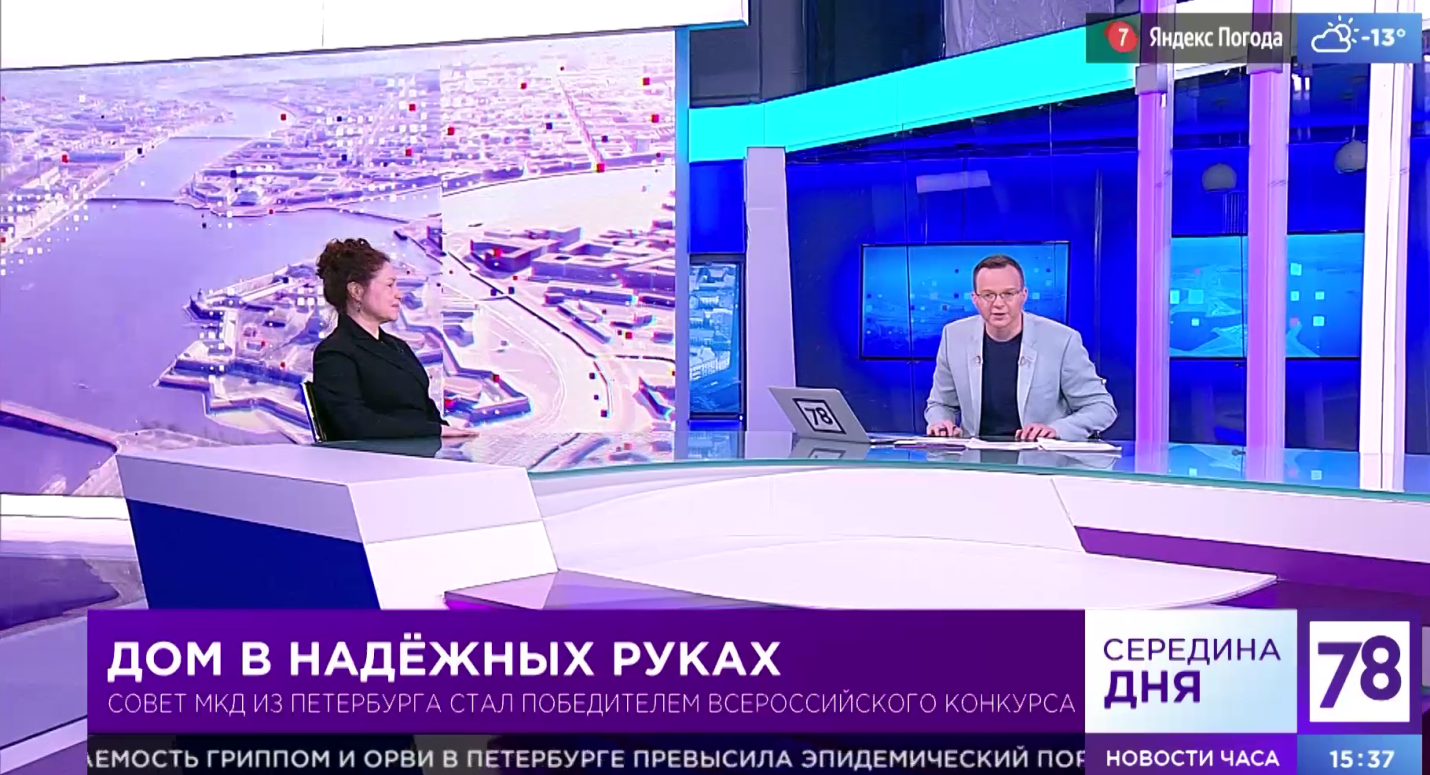 7 Яндекс Погода -13°
78
ДОМ В НАДЁЖНЫХ РУКАХ
СОВЕТ МКД ИЗ ПЕТЕРБУРГА СТАЛ ПОБЕДИТЕЛЕМ ВСЕРОССИЙСКОГО КОНКУРСА
СЕРЕДИНА
ДНЯ
78
АЕМОСТЬ ГРИППОМ И ОРВИ В ПЕТЕРБУРГЕ ПРЕВЫСИЛА ЭПИДЕМИЧЕСКИЙ ПОР
НОВОСТИ ЧАСА
15:37